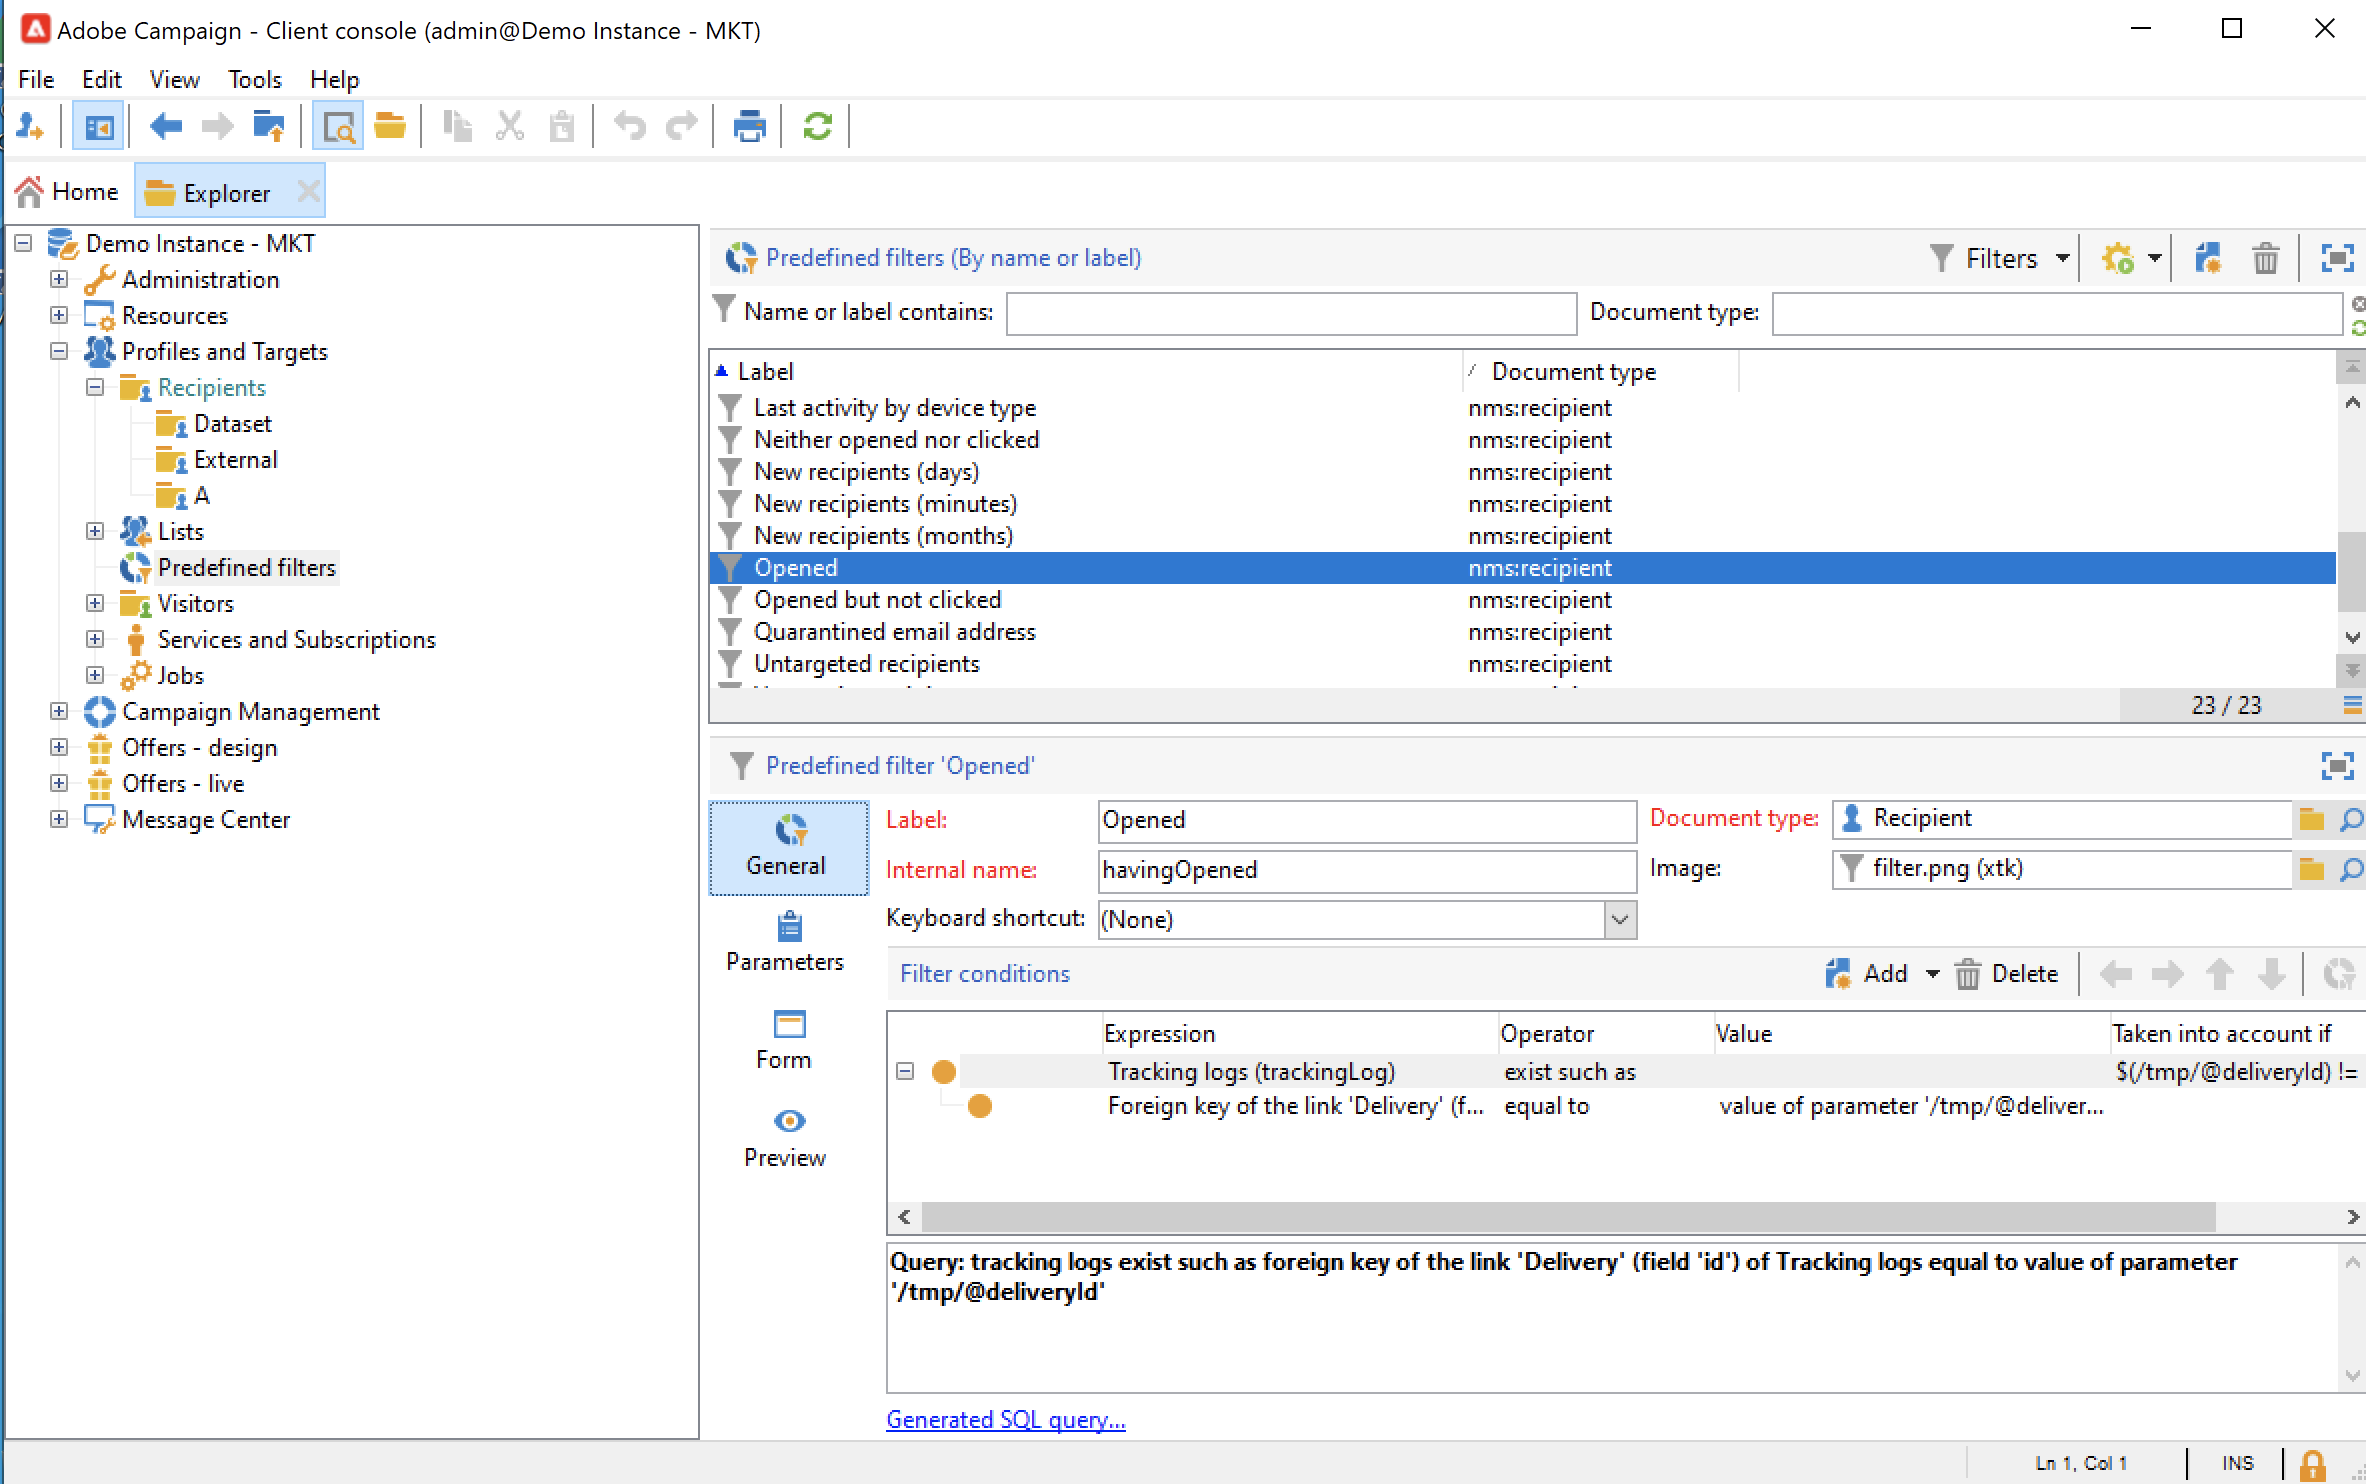 Adobe Campaign - Client console (admin@Demo Instance - MKT)
File Edit View Tools Help
Home Explorer
Demo Instance - MKT
Administration
Resources
Profiles and Targets
Recipients
Dataset
External
A
Lists
Predefined filters
Visitors
Services and Subscriptions
Jobs
Campaign Management
Offers - design
Offers - live
Message Center
Predefined filters (By name or label) Filters
Name or label contains: Document type:
Label Document type
Last activity by device type nms:recipient
Neither opened nor clicked nms:recipient
New recipients (days) nms:recipient
New recipients (minutes) nms:recipient
New recipients (months) nms:recipient
Opened nms:recipient
Opened but not clicked nms:recipient
Quarantined email address nms:recipient
Untargeted recipients nms:recipient
23 / 23
Predefined filter 'Opened'
General
Parameters
Form
Preview
Label: Opened Document type: Recipient
Internal name: havingOpened Image: filter.png (xtk)
Keyboard shortcut: (None)
Filter conditions Add Delete
Expression Operator Value Taken into account if
Tracking logs (trackingLog) exist such as $(/tmp/@deliveryId) !=
Foreign key of the link 'Delivery' (f... equal to value of parameter '/tmp/@deliver...
Query: tracking logs exist such as foreign key of the link 'Delivery' (field 'id') of Tracking logs equal to value of parameter
'/tmp/@deliveryId'
Generated SQL query...
Ln 1, Col 1 INS